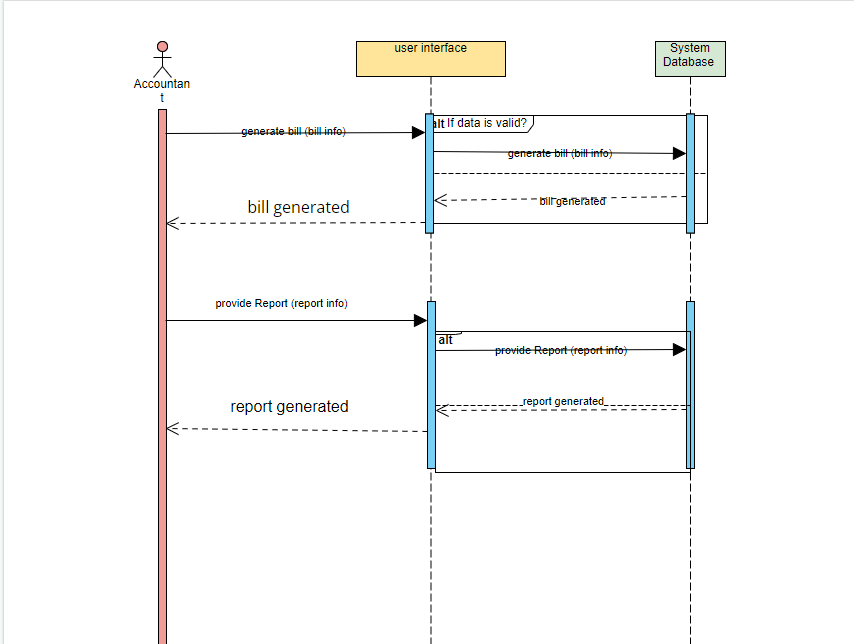 user interface
System
Database
Accountan
t
alt If data is valid?
generate bill (bill info)
generate bill (bill info)
bill generated
bill generated
provide Report (report info)
alt
provide Report (report info)
report generated
report generated